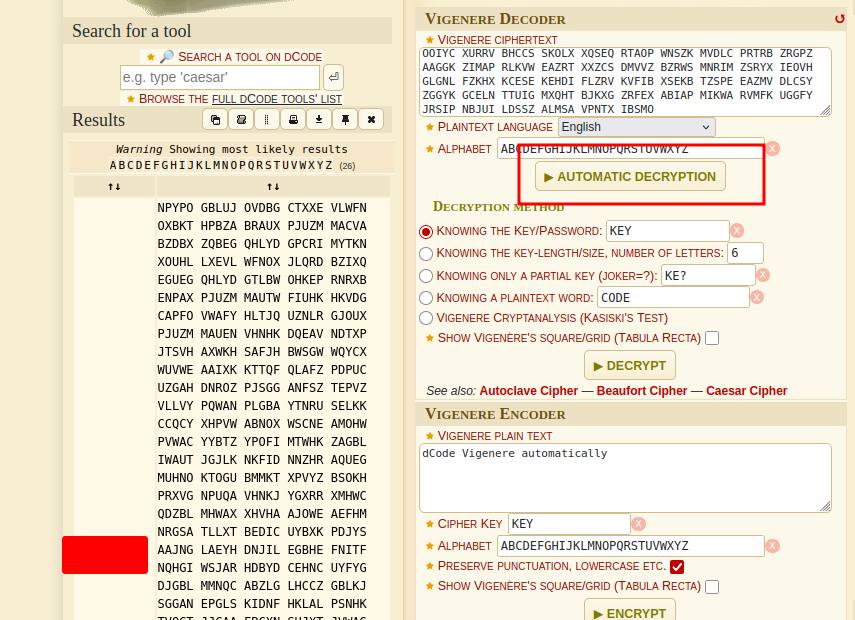 Search for a tool
🔎 Search a tool on dCode
e.g. type 'caesar'
Browse the full dCode tools' list
Results
Warning Showing most likely results
ABCDEFGHIJKLMNOPQRSTUVWXYZ (26)
↑↓ ↑↓
NPYPO GBLUJ OVDBG CTXXE VLWFN
OXBKT HPBZA BRAUX PJUZM MACVA
BZDBX ZQBEG QHLYD GPCRI MYTKN
XOUHL LXEVL WFNOX JLQRD BZIXQ
EGUEG QHLYD GTLBW OHKEP RNRXB
ENPAX PJUZM MAUTW FIUHK HKVDG
CAPFO VWAFY HLTJQ UZNLR GJOUX
PJUZM MAUEN VHNHK DQEAV NDTXP
JTSVH AXWKH SAFJH BWSGW WQYCX
WUVWE AAIXK KTTQF QLAFZ PDPUC
UZGAH DNROZ PJSGG ANFSZ TEPVZ
VLLVY PQWAN PLGBA YTNRU SELKK
CCQCY XHPVW ABNOX WSCNE AMOHW
PVWAC YYBTZ YPOFI MTWHK ZAGBL
IWAUT JGJLK NKFID NNZHR AQUEG
MUHNO KTOGU BMMKT XPVYZ BSOKH
PRXVG NPUQA VHNKJ YGXRR XMHWC
QDZBL MHWAX XHVHA AJOWE AEFHM
NRGSA TLLXT BEDIC UYBXK PDJYS
AAJNG LAEYH DNJIL EGBHE FNITF
NQHGI WSJAR HDBYD CEHNC UYFYG
DJGBL MMNQC ABZLG LHCCZ GBLKJ
SGGAN EPGLS KIDNF HKLAL PSNHK
Vigenere Decoder
Vigenere ciphertext
OOIYC XURRV BHCCS SKOLX XQSEQ RTAOP WNSZK MVDLC PRTRB ZRGPZ
AAGGK ZIMAP RLKVW EAZRT XXZCS DMVVZ BZRWS MNRIM ZSRYX IEOVH
GLGNL FZKHX KCESE KEHDI FLZRV KVFIB XSEKB TZSPE EAZMV DLCSY
ZGGYK GCELN TTUIG MXQHT BJKXG ZRFEX ABIAP MIKWA RVMFK UGGFY
JRSIP NBJUI LDSSZ ALMSA VPNTX IBSMO
Plaintext language English
Alphabet ABCDEFGHIJKLMNOPQRSTUVWXYZ X
▶ AUTOMATIC DECRYPTION
Decryption method
Knowing the Key/Password: KEY X
Knowing the key-length/size, number of letters: 6
Knowing only a partial key (joker=?): KE? X
Knowing a plaintext word: CODE X
Vigenere Cryptanalysis (Kasiski's Test)
Show Vigenère's square/grid (Tabula Recta)
▶ DECRYPT
See also: Autoclave Cipher — Beaufort Cipher — Caesar Cipher
Vigenere Encoder
Vigenere plain text
dCode Vigenere automatically
Cipher Key KEY X
Alphabet ABCDEFGHIJKLMNOPQRSTUVWXYZ X
Preserve punctuation, lowercase etc.
Show Vigenère's square/grid (Tabula Recta)
▶ ENCRYPT